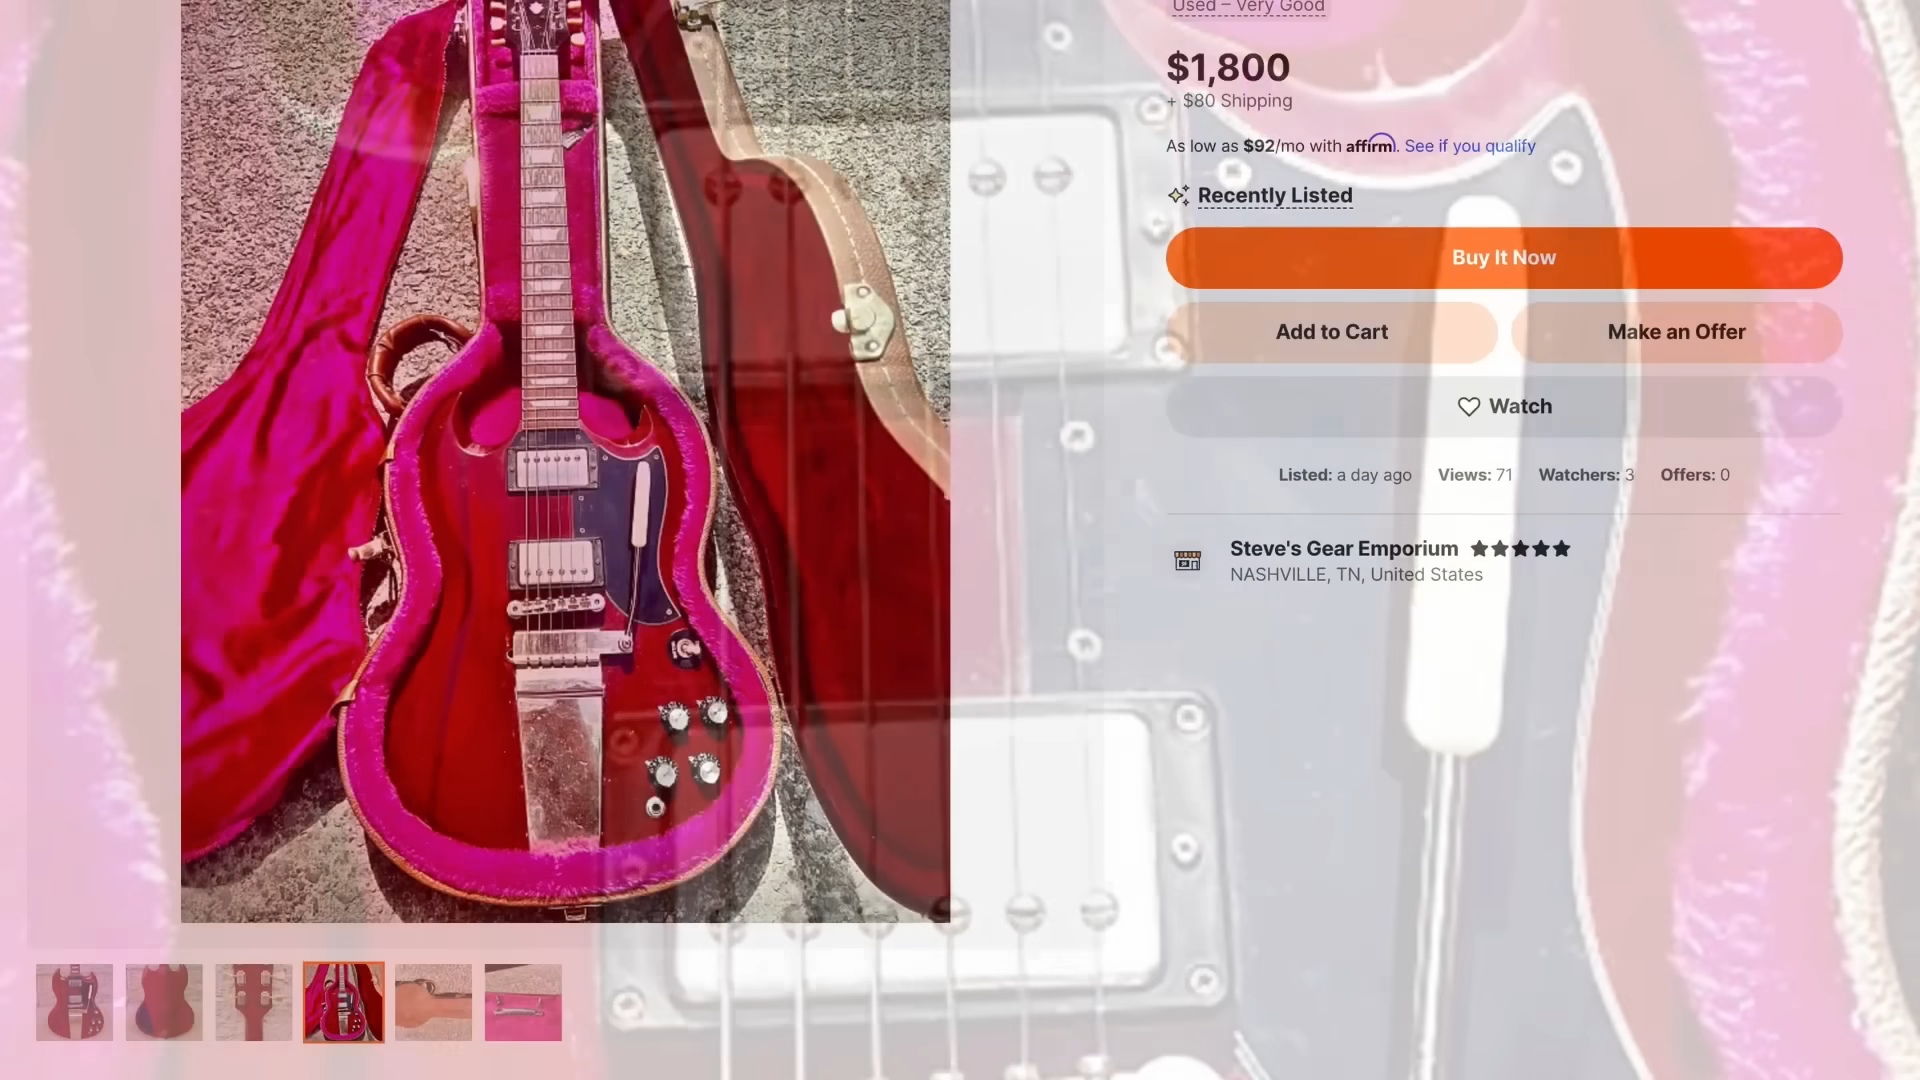 Used – Very Good
$1,800
+ $80 Shipping
As low as $92/mo with affirm. See if you qualify
Recently Listed
Buy It Now
Add to Cart
Make an Offer
Watch
Listed: a day ago Views: 71 Watchers: 3 Offers: 0
Steve's Gear Emporium
NASHVILLE, TN, United States